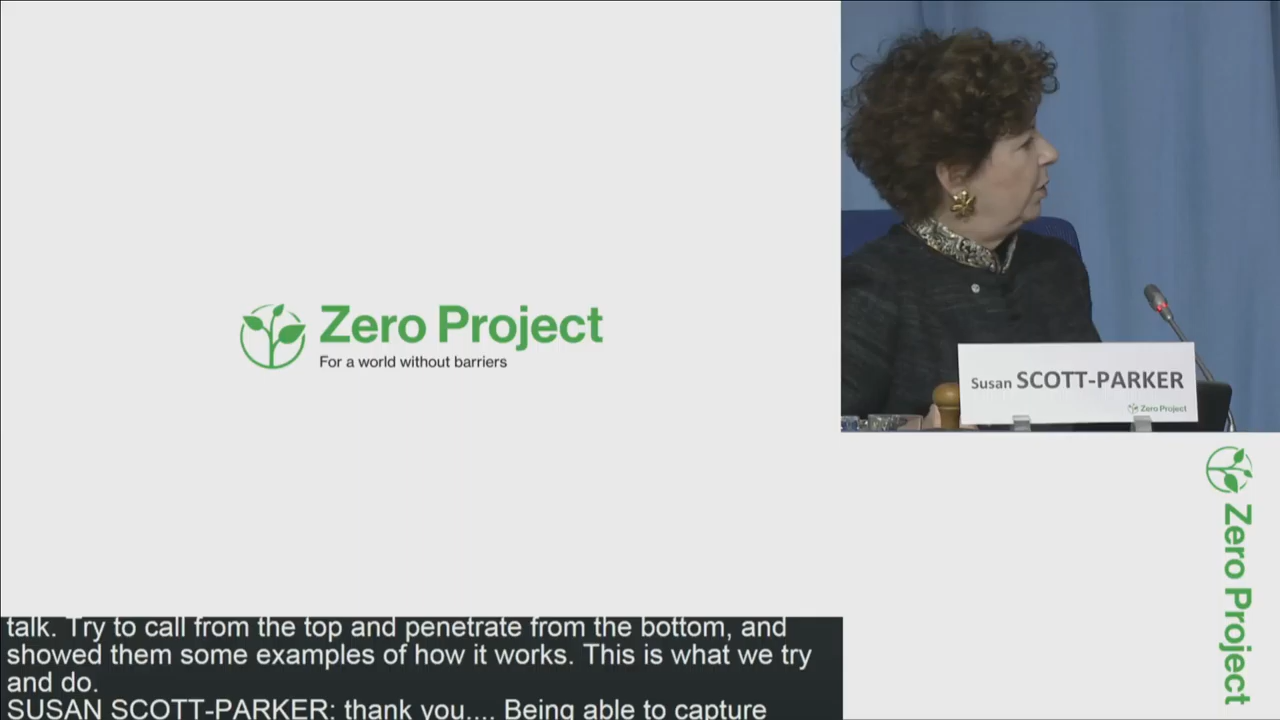 Zero Project
For a world without barriers
Susan SCOTT-PARKER
Zero Project
Zero Project
talk. Try to call from the top and penetrate from the bottom, and
showed them some examples of how it works. This is what we try
and do.
SUSAN SCOTT-PARKER: thank you.... Being able to capture